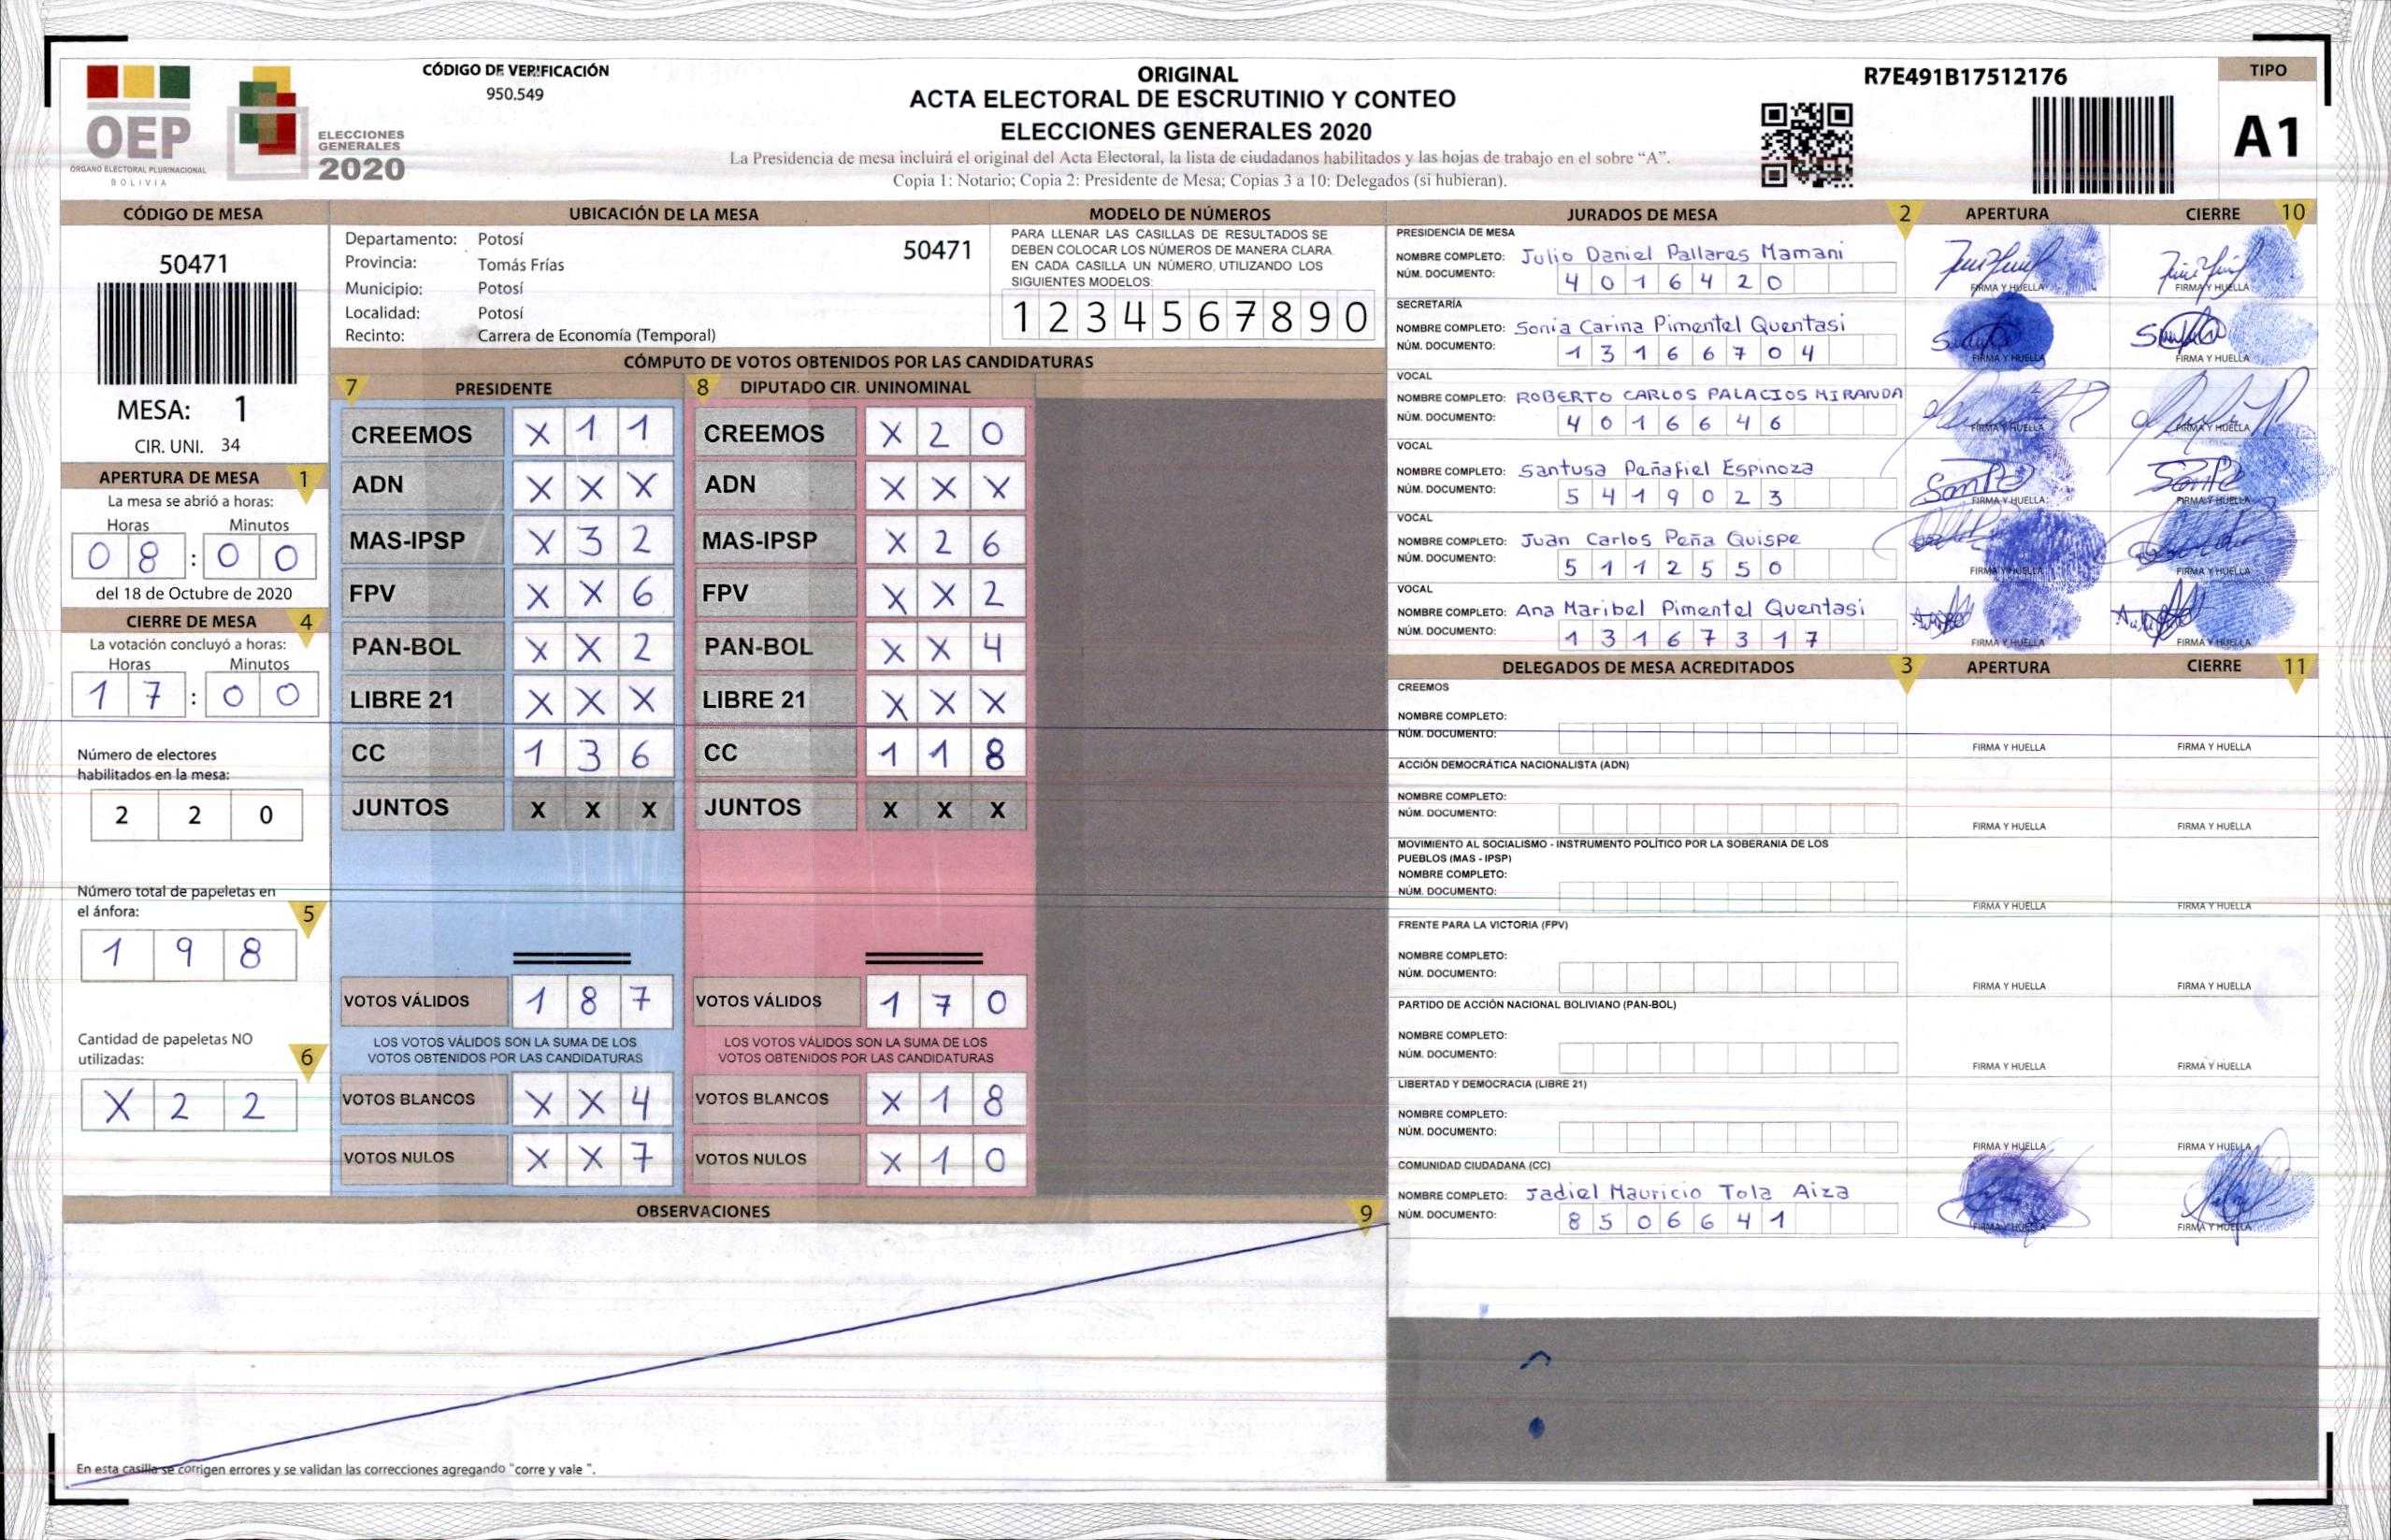 OEP
ÓRGANO ELECTORAL PLURINACIONAL
BOLIVIA
ELECCIONES
GENERALES
2020
CÓDIGO DE VERIFICACIÓN
950.549
ORIGINAL
ACTA ELECTORAL DE ESCRUTINIO Y CONTEO
ELECCIONES GENERALES 2020
La Presidencia de mesa incluirá el original del Acta Electoral, la lista de ciudadanos habilitados y las hojas de trabajo en el sobre “A”.
Copia 1: Notario; Copia 2: Presidente de Mesa; Copias 3 a 10: Delegados (si hubieran).
R7E491B17512176
TIPO
A1
CÓDIGO DE MESA
50471
MESA: 1
CIR. UNI. 34
APERTURA DE MESA 1
La mesa se abrió a horas:
Horas Minutos
0 8 : 0 0
del 18 de Octubre de 2020
CIERRE DE MESA 4
La votación concluyó a horas:
Horas Minutos
1 7 : 0 0
Número de electores
habilitados en la mesa:
2 2 0
Número total de papeletas en
el ánfora: 5
1 9 8
Cantidad de papeletas NO
utilizadas: 6
X 2 2
UBICACIÓN DE LA MESA
Departamento: Potosí
50471
Provincia: Tomás Frías
Municipio: Potosí
Localidad: Potosí
Recinto: Carrera de Economía (Temporal)
MODELO DE NÚMEROS
PARA LLENAR LAS CASILLAS DE RESULTADOS SE
DEBEN COLOCAR LOS NÚMEROS DE MANERA CLARA
EN CADA CASILLA UN NÚMERO, UTILIZANDO LOS
SIGUIENTES MODELOS:
1 2 3 4 5 6 7 8 9 0
CÓMPUTO DE VOTOS OBTENIDOS POR LAS CANDIDATURAS
7 PRESIDENTE
CREEMOS X 1 1
ADN X X X
MAS-IPSP X 3 2
FPV X X 6
PAN-BOL X X 2
LIBRE 21 X X X
CC 1 3 6
JUNTOS X X X
VOTOS VÁLIDOS 1 8 7
LOS VOTOS VÁLIDOS SON LA SUMA DE LOS
VOTOS OBTENIDOS POR LAS CANDIDATURAS
VOTOS BLANCOS X X 4
VOTOS NULOS X X 7
8 DIPUTADO CIR. UNINOMINAL
CREEMOS X 2 0
ADN X X X
MAS-IPSP X 2 6
FPV X X 2
PAN-BOL X X 4
LIBRE 21 X X X
CC 1 1 8
JUNTOS X X X
VOTOS VÁLIDOS 1 7 0
LOS VOTOS VÁLIDOS SON LA SUMA DE LOS
VOTOS OBTENIDOS POR LAS CANDIDATURAS
VOTOS BLANCOS X 1 8
VOTOS NULOS X 1 0
OBSERVACIONES 9
En esta casilla se corrigen errores y se validan las correcciones agregando "corre y vale ".
JURADOS DE MESA 2 APERTURA CIERRE 10
PRESIDENCIA DE MESA
NOMBRE COMPLETO: Julio Daniel Pallares Mamani
NÚM. DOCUMENTO: 4 0 1 6 4 2 0
FIRMA Y HUELLA FIRMA Y HUELLA
SECRETARÍA
NOMBRE COMPLETO: Sonia Carina Pimentel Quentasi
NÚM. DOCUMENTO: 1 3 1 6 6 7 0 4
FIRMA Y HUELLA FIRMA Y HUELLA
VOCAL
NOMBRE COMPLETO: ROBERTO CARLOS PALACIOS MIRANDA
NÚM. DOCUMENTO: 4 0 1 6 6 4 6
FIRMA Y HUELLA FIRMA Y HUELLA
VOCAL
NOMBRE COMPLETO: Santusa Peñafiel Espinoza
NÚM. DOCUMENTO: 5 4 1 9 0 2 3
FIRMA Y HUELLA FIRMA Y HUELLA
VOCAL
NOMBRE COMPLETO: Juan Carlos Peña Quispe
NÚM. DOCUMENTO: 5 1 1 2 5 5 0
FIRMA Y HUELLA FIRMA Y HUELLA
VOCAL
NOMBRE COMPLETO: Ana Maribel Pimentel Quentasi
NÚM. DOCUMENTO: 1 3 1 6 7 3 1 7
FIRMA Y HUELLA FIRMA Y HUELLA
DELEGADOS DE MESA ACREDITADOS 3 APERTURA CIERRE 11
CREEMOS
NOMBRE COMPLETO:
NÚM. DOCUMENTO:
FIRMA Y HUELLA FIRMA Y HUELLA
ACCIÓN DEMOCRÁTICA NACIONALISTA (ADN)
NOMBRE COMPLETO:
NÚM. DOCUMENTO:
FIRMA Y HUELLA FIRMA Y HUELLA
MOVIMIENTO AL SOCIALISMO - INSTRUMENTO POLÍTICO POR LA SOBERANIA DE LOS
PUEBLOS (MAS - IPSP)
NOMBRE COMPLETO:
NÚM. DOCUMENTO:
FIRMA Y HUELLA FIRMA Y HUELLA
FRENTE PARA LA VICTORIA (FPV)
NOMBRE COMPLETO:
NÚM. DOCUMENTO:
FIRMA Y HUELLA FIRMA Y HUELLA
PARTIDO DE ACCIÓN NACIONAL BOLIVIANO (PAN-BOL)
NOMBRE COMPLETO:
NÚM. DOCUMENTO:
FIRMA Y HUELLA FIRMA Y HUELLA
LIBERTAD Y DEMOCRACIA (LIBRE 21)
NOMBRE COMPLETO:
NÚM. DOCUMENTO:
FIRMA Y HUELLA FIRMA Y HUELLA
COMUNIDAD CIUDADANA (CC)
NOMBRE COMPLETO: Jadiel Mauricio Tola Aiza
NÚM. DOCUMENTO: 8 5 0 6 6 4 1
FIRMA Y HUELLA FIRMA Y HUELLA